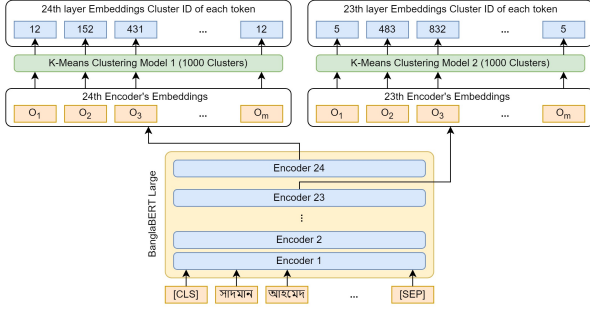 24th layer Embeddings Cluster ID of each token
12 152 431 ... 12
K-Means Clustering Model 1 (1000 Clusters)
24th Encoder's Embeddings
O1 O2 O3 ... Om
23th layer Embeddings Cluster ID of each token
5 483 832 ... 5
K-Means Clustering Model 2 (1000 Clusters)
23th Encoder's Embeddings
O1 O2 O3 ... Om
BanglaBERT Large
Encoder 24
Encoder 23
...
Encoder 2
Encoder 1
[CLS] সাদমান আহমেদ ... [SEP]